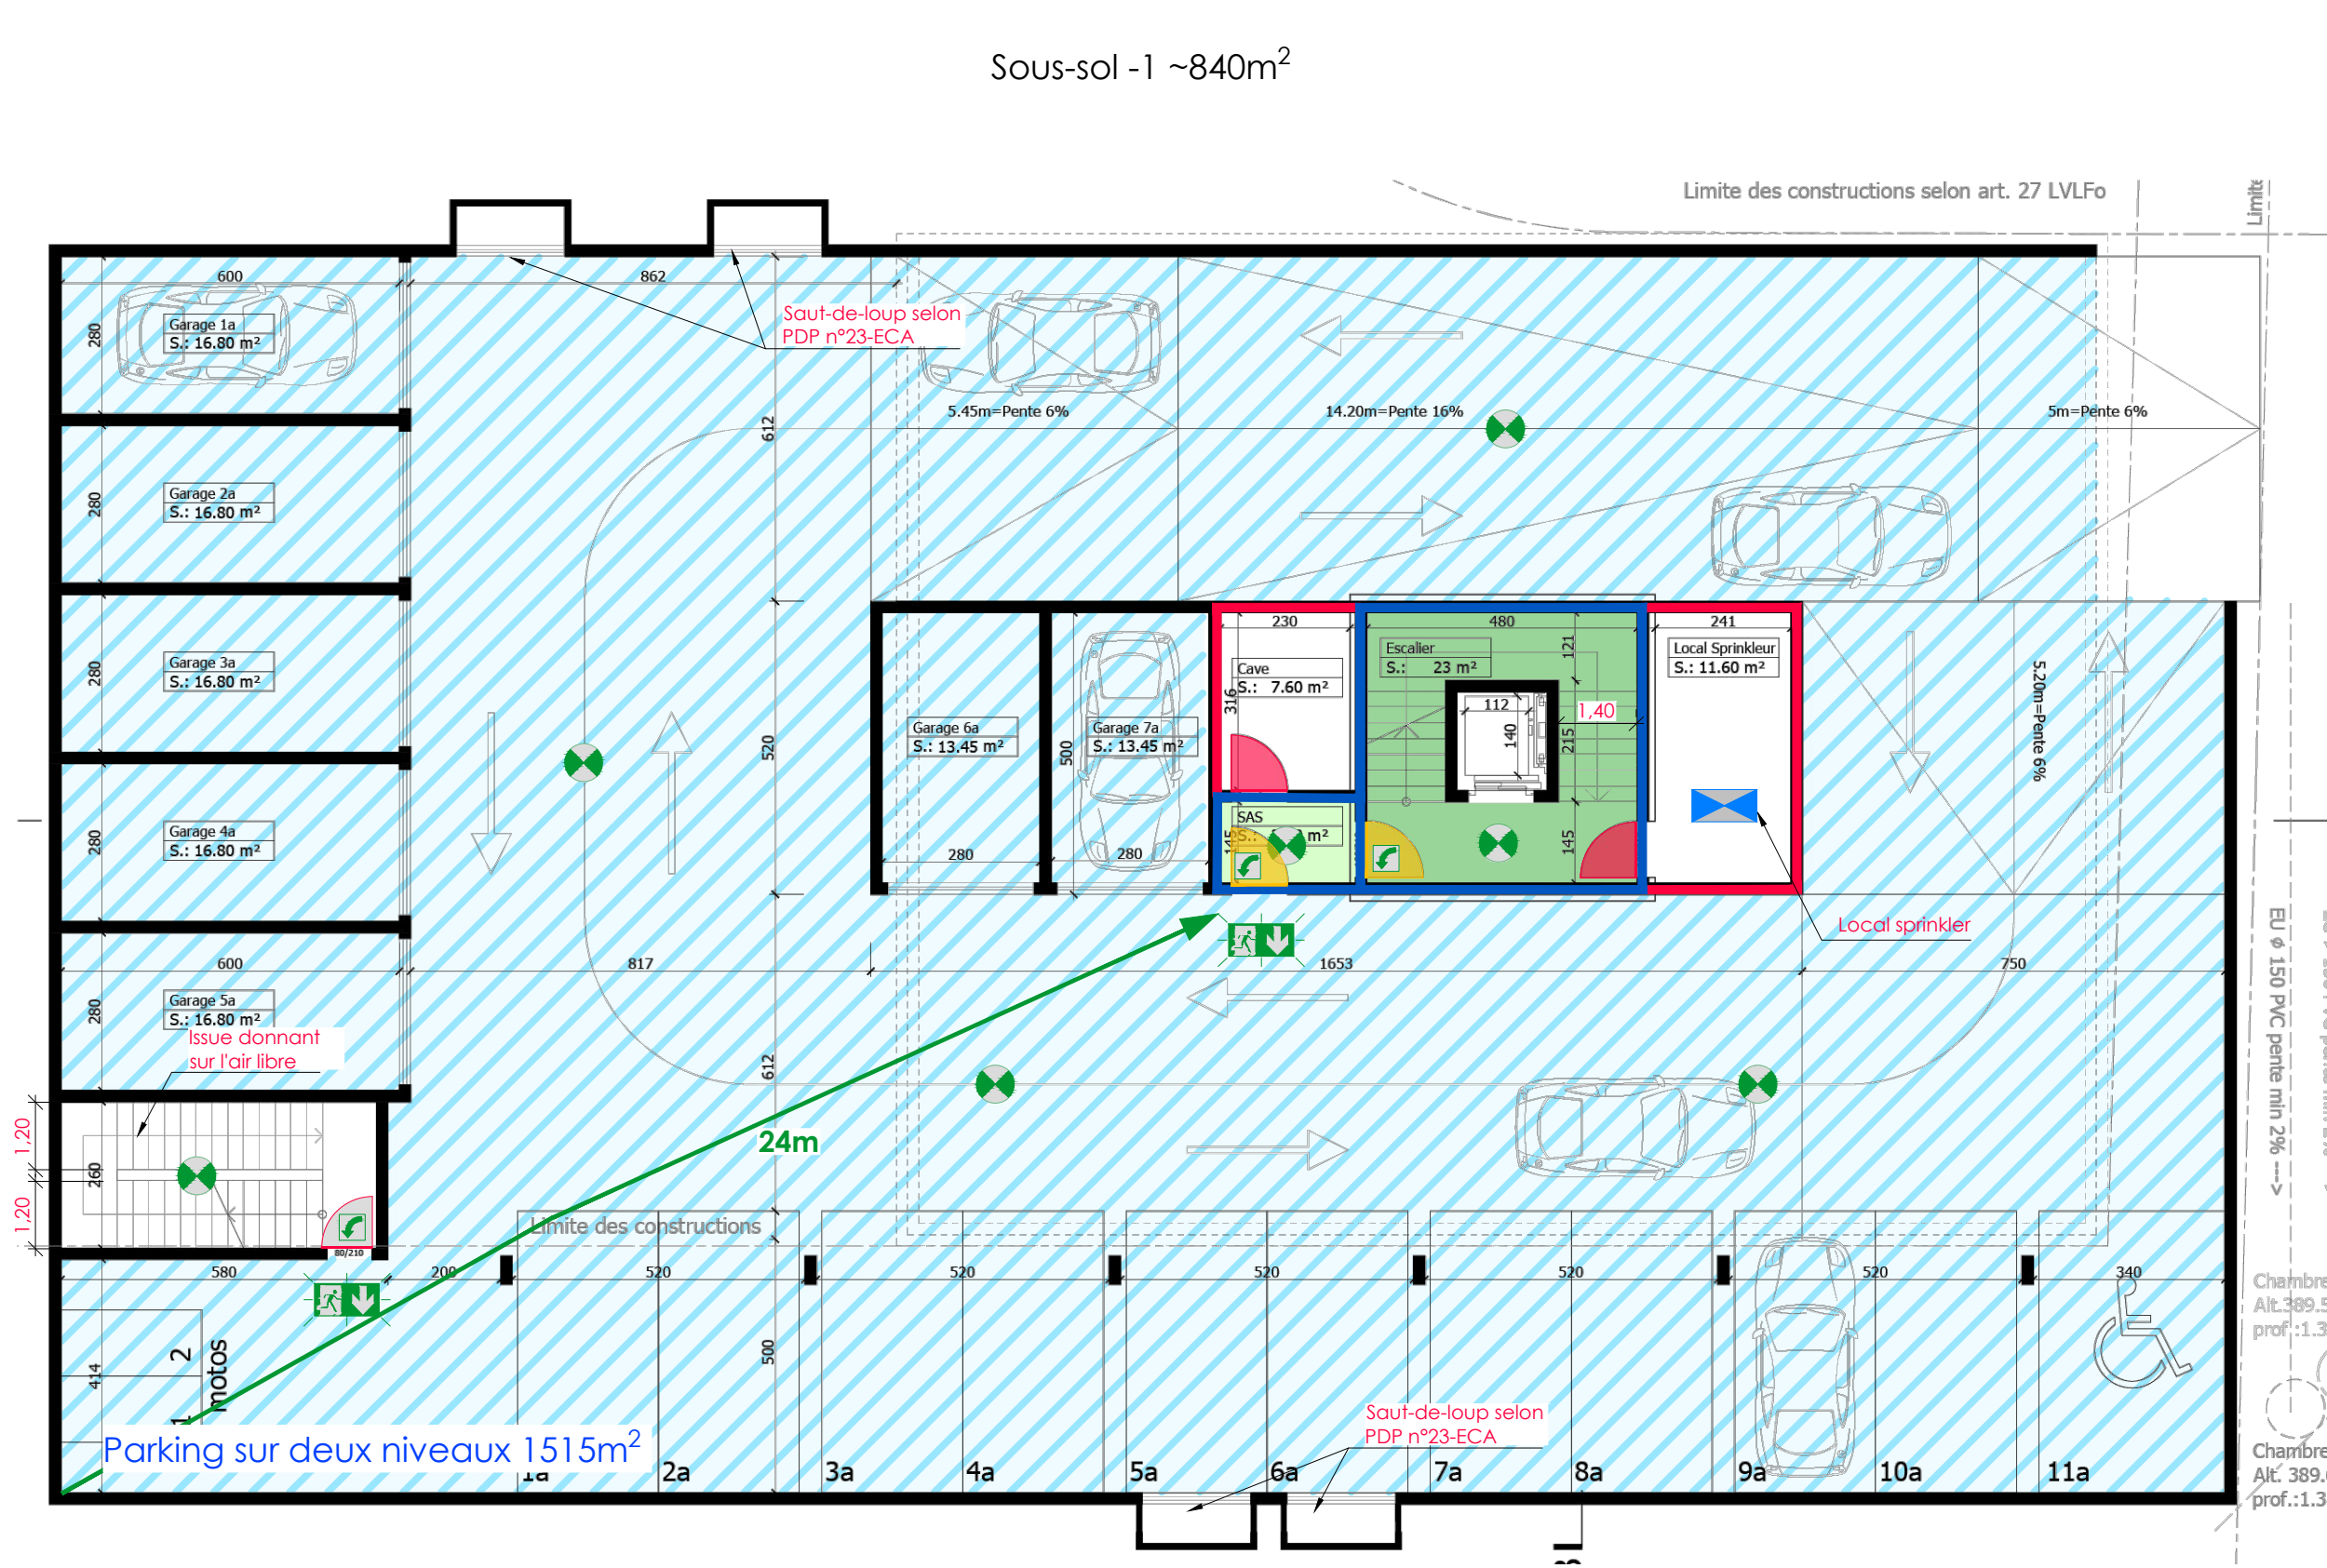 Sous-sol -1 ~840m²
Limite des constructions selon art. 27 LVLFo
Limite
600
862
280
Garage 1a
S.: 16.80 m²
Saut-de-loup selon
PDP n°23-ECA
5.45m=Pente 6%
14.20m=Pente 16%
5m=Pente 6%
612
280
Garage 2a
S.: 16.80 m²
230
480
241
280
Garage 3a
S.: 16.80 m²
Cave
S.: 7.60 m²
316
Escalier
S.: 23 m²
121
Local Sprinkleur
S.: 11.60 m²
5.20m=Pente 6%
112
140
1,40
215
Garage 6a
S.: 13.45 m²
500
Garage 7a
S.: 13.45 m²
520
280
Garage 4a
S.: 16.80 m²
280
280
SAS
S.: m²
145
145
Local sprinkler
600
817
1653
750
280
Garage 5a
S.: 16.80 m²
Issue donnant
sur l'air libre
612
EU ø 150 PVC pente min 2% --->
1,20
1,20
260
24m
80/210
Limite des constructions
580
200
520
520
520
520
520
340
Chambre
Alt.389.5
prof.:1.3
414
1
2
motos
500
Parking sur deux niveaux 1515m²
Saut-de-loup selon
PDP n°23-ECA
1a
2a
3a
4a
5a
6a
7a
8a
9a
10a
11a
Chambre
Alt. 389.
prof.:1.3